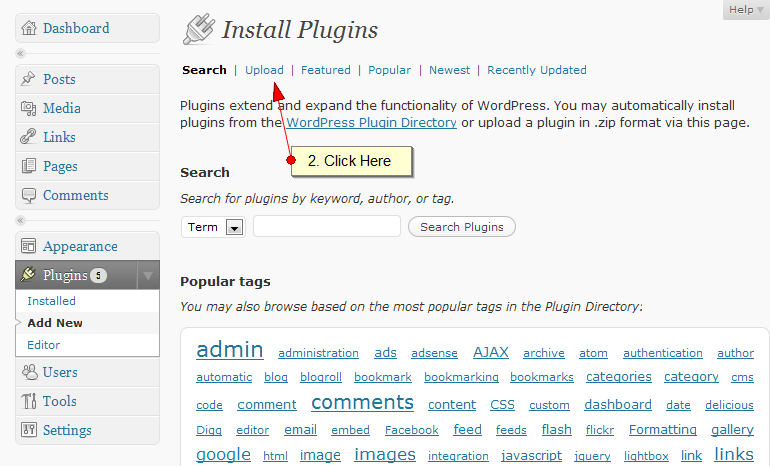 Help
Dashboard
Posts
Media
Links
Pages
Comments
Appearance
Plugins 5
Installed
Add New
Editor
Users
Tools
Settings
Install Plugins
Search | Upload | Featured | Popular | Newest | Recently Updated
Plugins extend and expand the functionality of WordPress. You may automatically install
plugins from the WordPress Plugin Directory or upload a plugin in .zip format via this page.
2. Click Here
Search
Search for plugins by keyword, author, or tag.
Term Search Plugins
Popular tags
You may also browse based on the most popular tags in the Plugin Directory:
admin administration ads adsense AJAX archive atom authentication author
automatic blog blogroll bookmark bookmarking bookmarks categories category cms
code comment comments content CSS custom dashboard date delicious
Digg editor email embed Facebook feed feeds flash flickr Formatting gallery
google html image images integration javascript jquery lightbox link links